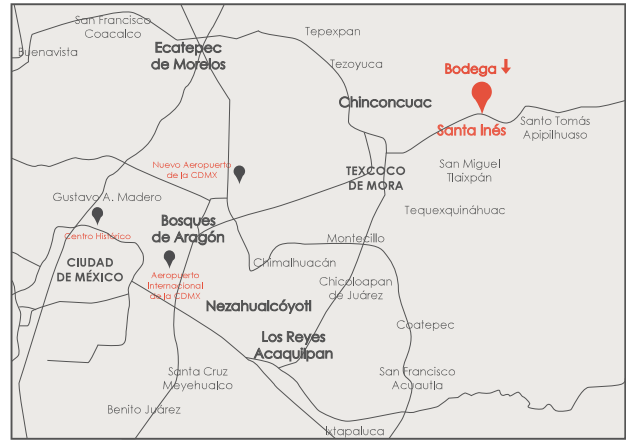 San Francisco
Coacalco
Tepexpan
Buenavista
Ecatepec
de Morelos
Tezoyuca
Bodega
Chinconcuac
Santa Inés
Santo Tomás
Apipilhuaso
Nuevo Aeropuerto
de la CDMX
TEXCOCO
DE MORA
San Miguel
Tlaixpán
Gustavo A. Madero
Tequexquináhuac
Centro Histórico
Bosques
de Aragón
Montecillo
CIUDAD
DE MÉXICO
Chimalhuacán
Aeropuerto
Internacional
de la CDMX
Chicoloapan
de Juárez
Nezahualcóyotl
Coatepec
Los Reyes
Acaquilpan
Santa Cruz
Meyehualco
San Francisco
Acuautla
Benito Juárez
Ixtapaluca